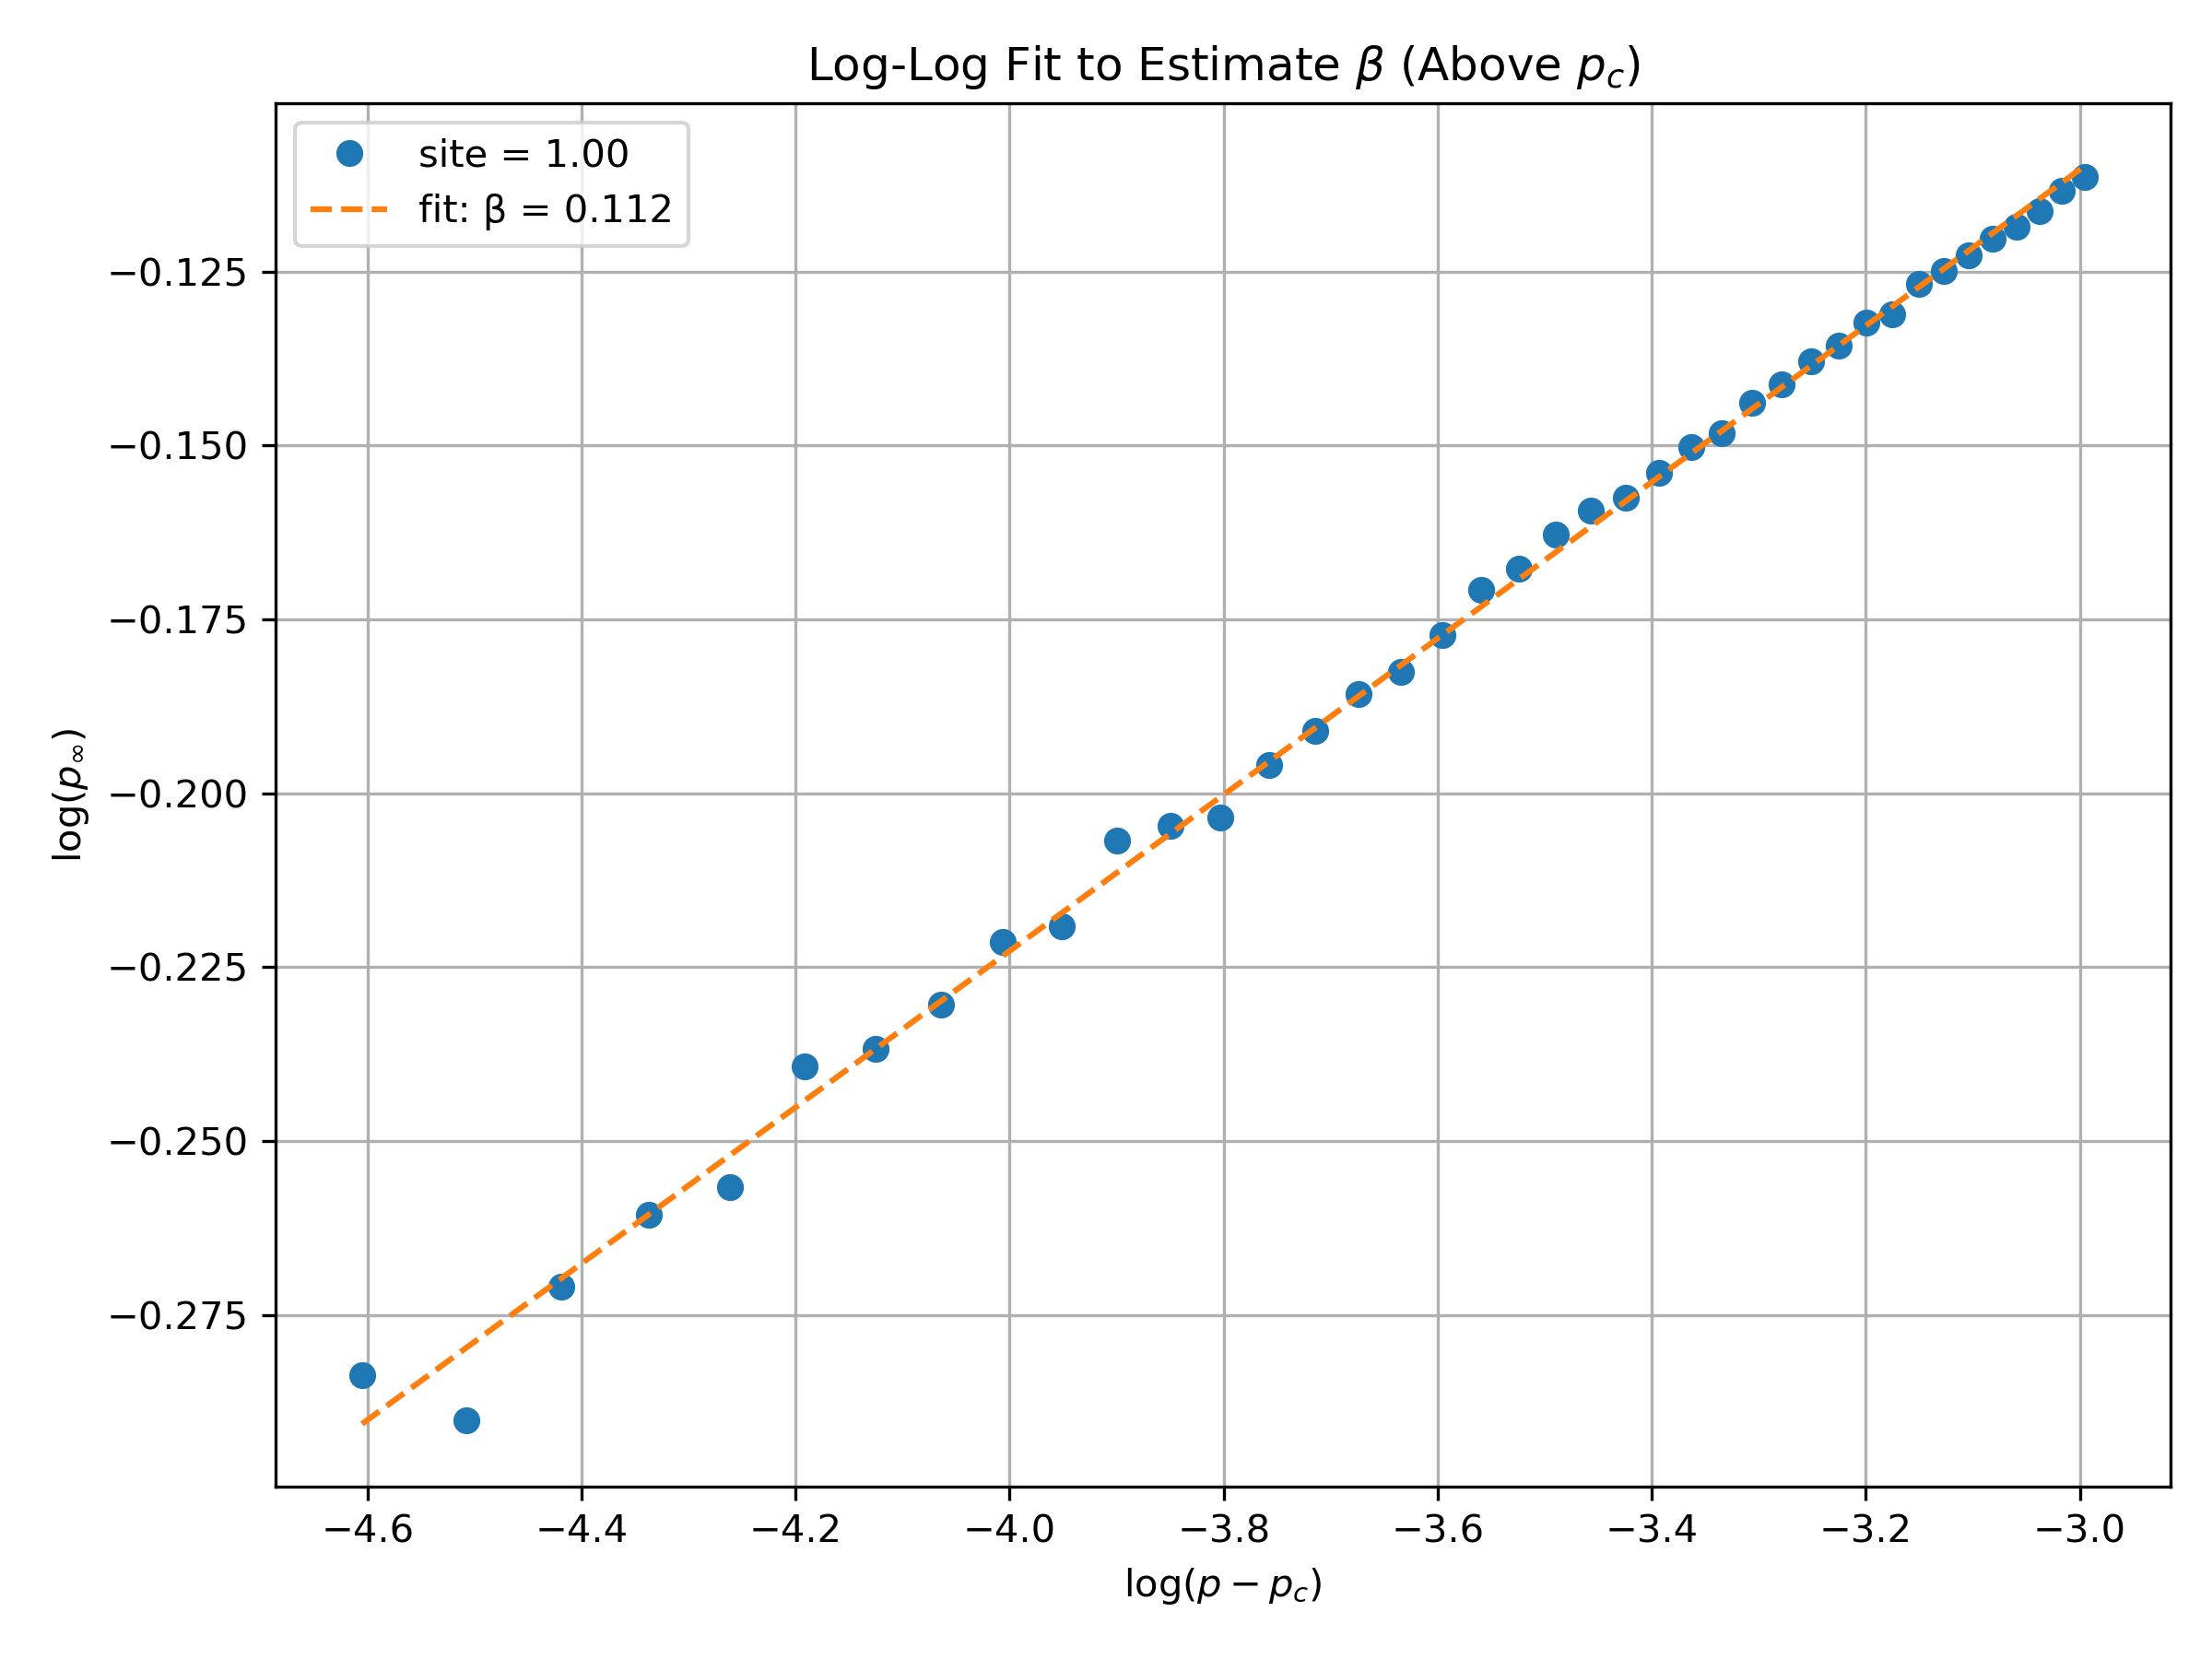 Log-Log Fit to Estimate β (Above p_c)
site = 1.00
fit: β = 0.112
−0.125
−0.150
−0.175
−0.200
−0.225
−0.250
−0.275
log(p_∞)
−4.6 −4.4 −4.2 −4.0 −3.8 −3.6 −3.4 −3.2 −3.0
log(p − p_c)